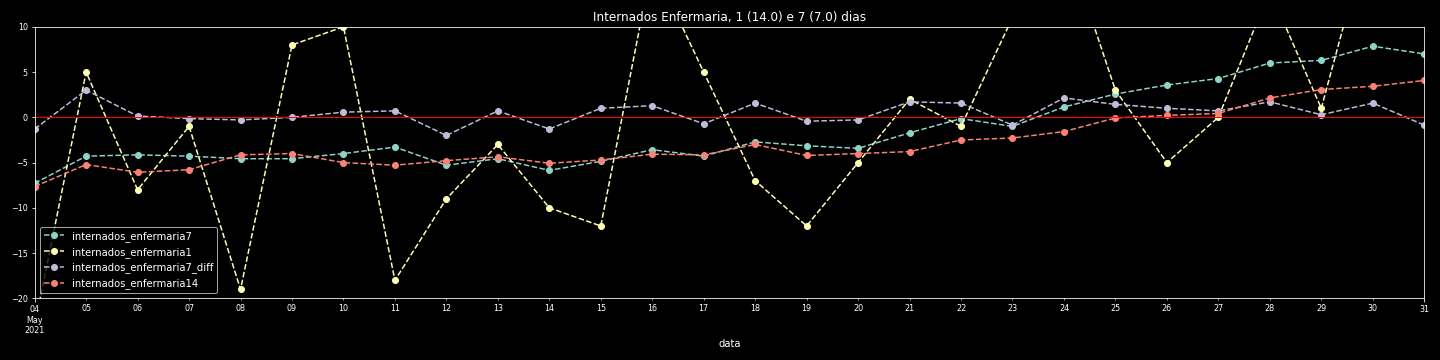 Internados Enfermaria, 1 (14.0) e 7 (7.0) dias
10
5
0
−5
−10
−15
−20
internados_enfermaria7
internados_enfermaria1
internados_enfermaria7_diff
internados_enfermaria14
04 05 06 07 08 09 10 11 12 13 14 15 16 17 18 19 20 21 22 23 24 25 26 27 28 29 30 31
May
2021
data